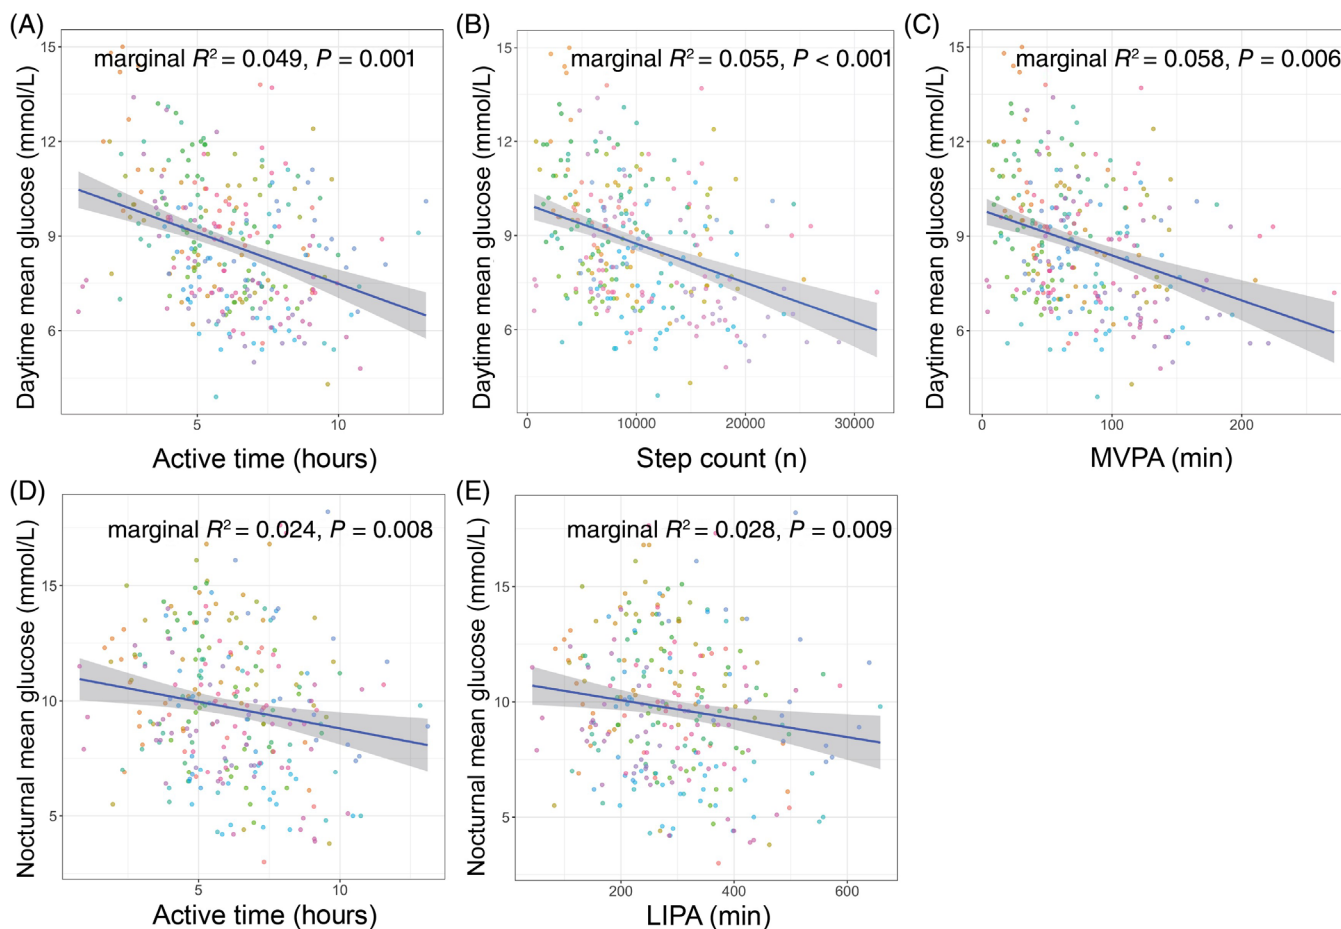 (A)
marginal R² = 0.049, P = 0.001
Daytime mean glucose (mmol/L)
15
12
9
6
5
10
Active time (hours)
(B)
marginal R² = 0.055, P < 0.001
Daytime mean glucose (mmol/L)
15
12
9
6
0
10000
20000
30000
Step count (n)
(C)
marginal R² = 0.058, P = 0.006
Daytime mean glucose (mmol/L)
15
12
9
6
0
100
200
MVPA (min)
(D)
marginal R² = 0.024, P = 0.008
Nocturnal mean glucose (mmol/L)
15
10
5
5
10
Active time (hours)
(E)
marginal R² = 0.028, P = 0.009
Nocturnal mean glucose (mmol/L)
15
10
5
200
400
600
LIPA (min)